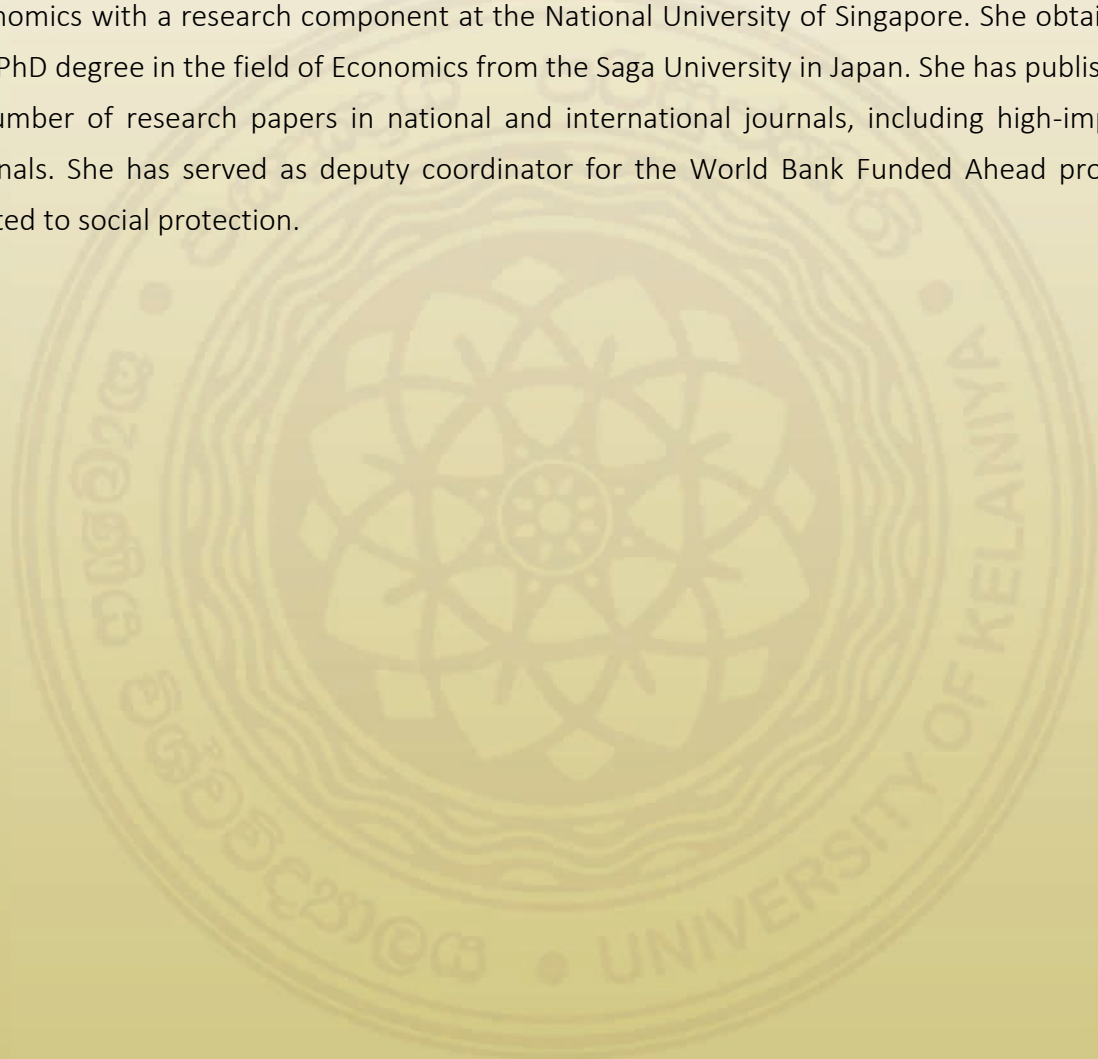 nomics with a research component at the National University of Singapore. She obtai
PhD degree in the field of Economics from the Saga University in Japan. She has publis
umber of research papers in national and international journals, including high-imp
nals. She has served as deputy coordinator for the World Bank Funded Ahead pro
ted to social protection.
UNIVERSITY OF KELANIYA